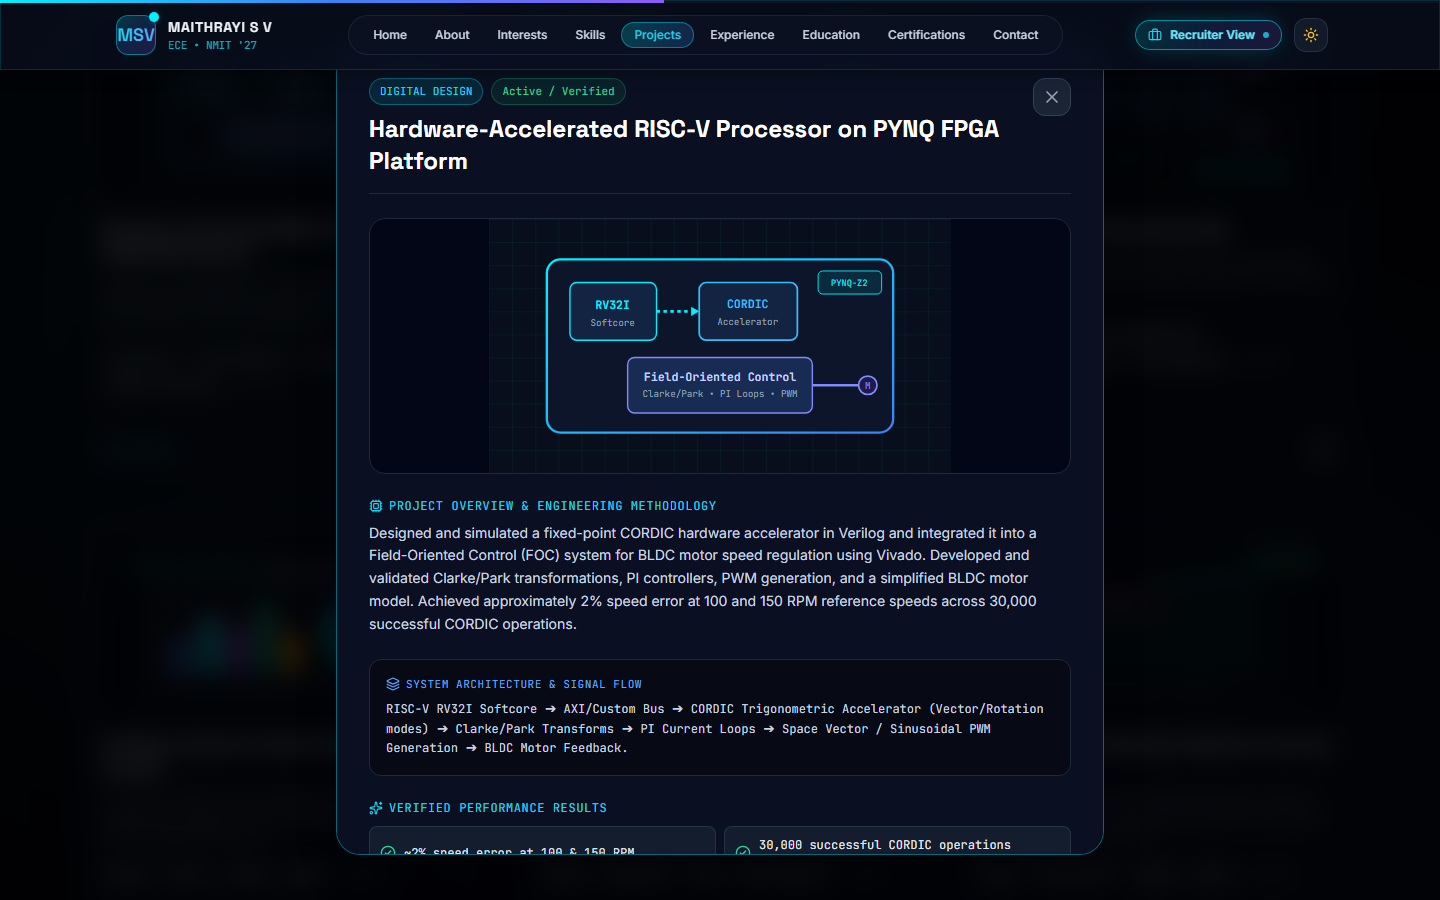 MSV
MAITHRAYI S V
ECE • NMIT '27
Home
About
Interests
Skills
Projects
Experience
Education
Certifications
Contact
Recruiter View
DIGITAL DESIGN
Active / Verified
Hardware-Accelerated RISC-V Processor on PYNQ FPGA
Platform
PYNQ-Z2
RV32I
Softcore
CORDIC
Accelerator
Field-Oriented Control
Clarke/Park • PI Loops • PWM
M
PROJECT OVERVIEW & ENGINEERING METHODOLOGY
Designed and simulated a fixed-point CORDIC hardware accelerator in Verilog and integrated it into a
Field-Oriented Control (FOC) system for BLDC motor speed regulation using Vivado. Developed and
validated Clarke/Park transformations, PI controllers, PWM generation, and a simplified BLDC motor
model. Achieved approximately 2% speed error at 100 and 150 RPM reference speeds across 30,000
successful CORDIC operations.
SYSTEM ARCHITECTURE & SIGNAL FLOW
RISC-V RV32I Softcore → AXI/Custom Bus → CORDIC Trigonometric Accelerator (Vector/Rotation
modes) → Clarke/Park Transforms → PI Current Loops → Space Vector / Sinusoidal PWM
Generation → BLDC Motor Feedback.
VERIFIED PERFORMANCE RESULTS
~2% speed error at 100 & 150 RPM
30,000 successful CORDIC operations